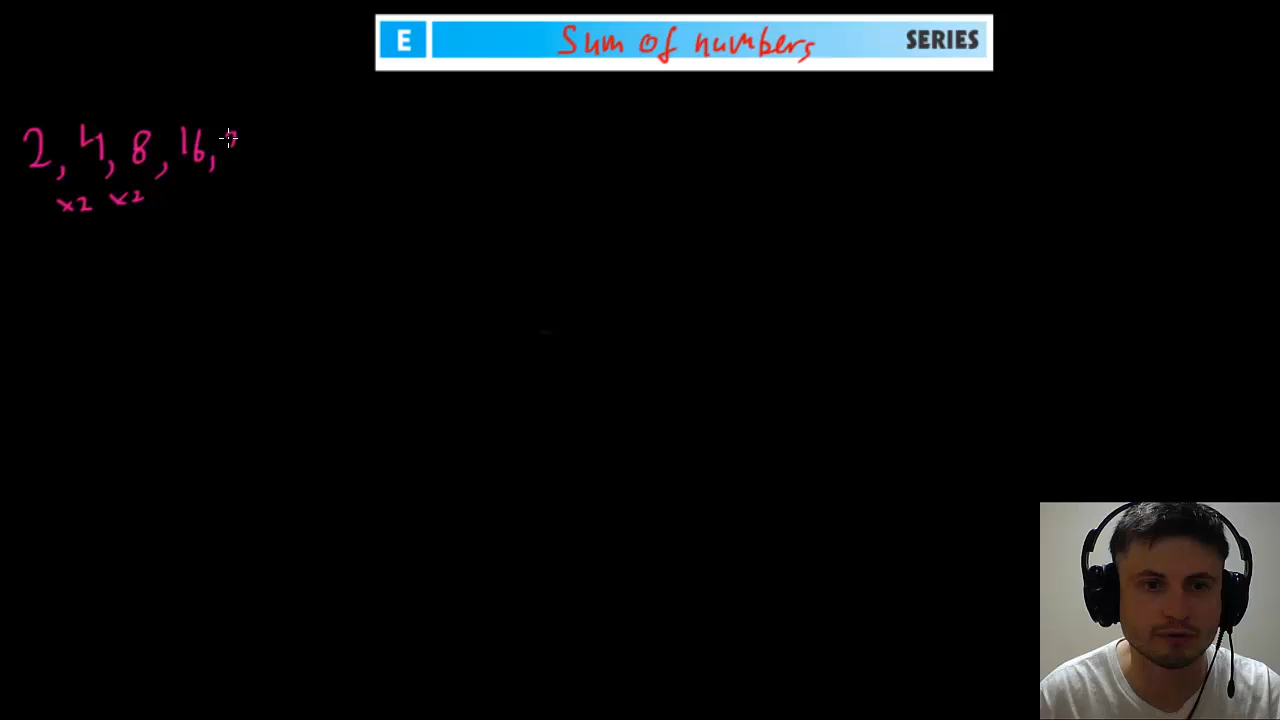 E Sum of numbers SERIES
2, 4, 8, 16,
×2 ×2